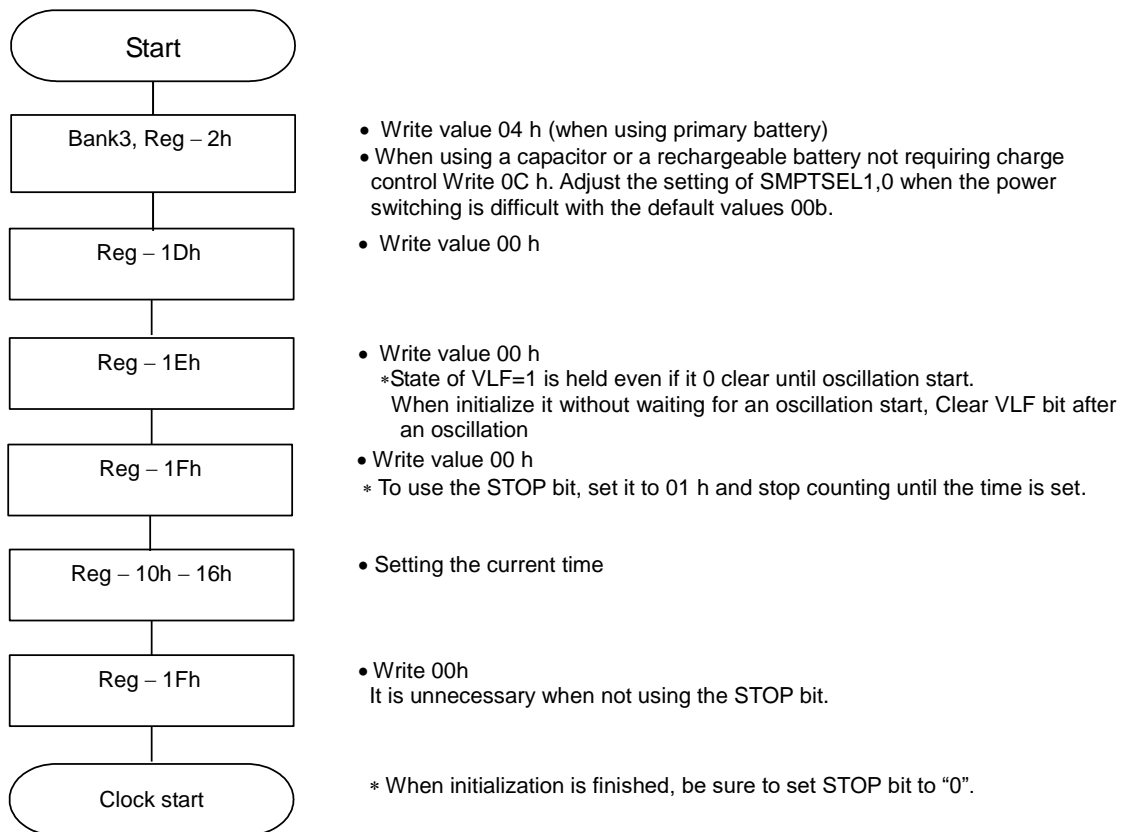 Start
Bank3, Reg – 2h
• Write value 04 h (when using primary battery)
• When using a capacitor or a rechargeable battery not requiring charge
control Write 0C h. Adjust the setting of SMPTSEL1,0 when the power
switching is difficult with the default values 00b.
Reg – 1Dh
• Write value 00 h
Reg – 1Eh
• Write value 00 h
*State of VLF=1 is held even if it 0 clear until oscillation start.
When initialize it without waiting for an oscillation start, Clear VLF bit after
an oscillation
Reg – 1Fh
• Write value 00 h
* To use the STOP bit, set it to 01 h and stop counting until the time is set.
Reg – 10h – 16h
• Setting the current time
Reg – 1Fh
• Write 00h
It is unnecessary when not using the STOP bit.
Clock start
* When initialization is finished, be sure to set STOP bit to “0”.